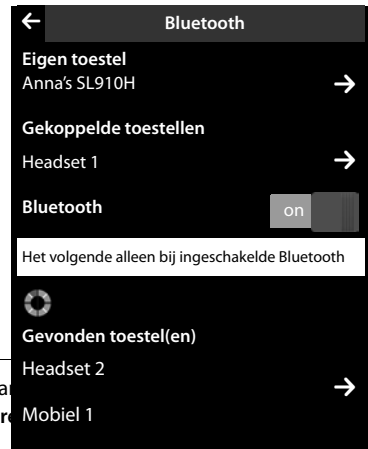 Bluetooth
Eigen toestel
Anna's SL910H
Gekoppelde toestellen
Headset 1
Bluetooth
on
Het volgende alleen bij ingeschakelde Bluetooth
Gevonden toestel(en)
Headset 2
Mobiel 1